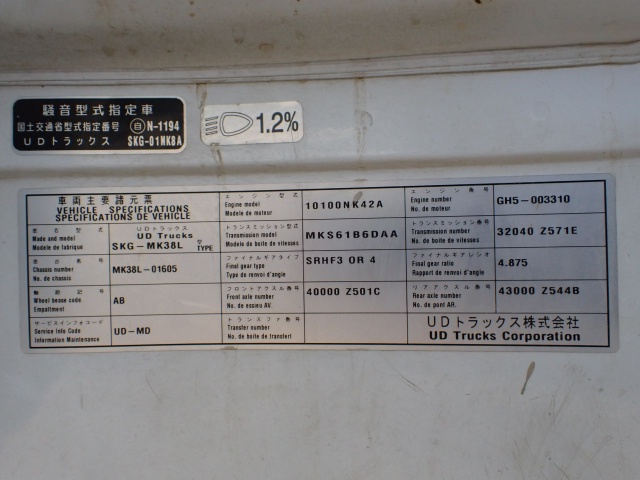 騒音型式指定車
国土交通省型式指定番号 自 N-1194
UDトラックス SKG-01MK8A
1.2%
車両主要諸元票
VEHICLE SPECIFICATIONS
SPECIFICATIONS DE VEHICLE
車名型式
Made and model
Modele de fabrique
UDトラックス
UD Trucks
SKG-MK38L 型 TYPE
車台番号
Chassis number
No. de chassis
MK38L-01605
軸距記号
Wheel bease code
Empattement
AB
サービスインフォコード
Service Info Code
Information Maintenance
UD-MD
エンジン型式
Engine model
Modele de moteur
10100NK42A
トランスミッション型式
Transmission model
Modele de boite de vitesses
MKS61B6DAA
ファイナルギアタイプ
Final gear type
Type de renvoi d'angle
SRHF3 OR 4
フロントアクスル番号
Front axle number
No. de essieu AV.
40000 Z501C
トランスファ番号
Transfer number
No. de boite de transfert
エンジン番号
Engine number
No. de moteur
GH5-003310
トランスミッション番号
Transmission number
No. de boite de vitesses
32040 Z571E
ファイナルギアレシオ
Final gear ratio
Rapport de renvoi d'angle
4.875
リアアクスル番号
Rear axle number
No. de pont AR.
43000 Z544B
UDトラックス株式会社
UD Trucks Corporation